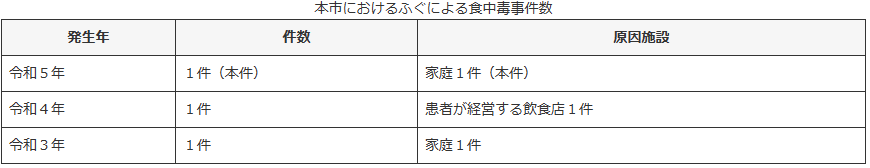 本市におけるふぐによる食中毒事件数
発生年 件数 原因施設
令和５年 １件（本件） 家庭１件（本件）
令和４年 １件 患者が経営する飲食店１件
令和３年 １件 家庭１件